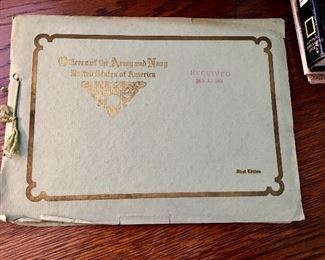 Officers of the Army and Navy
United States of America
RECEIVED
First Edition